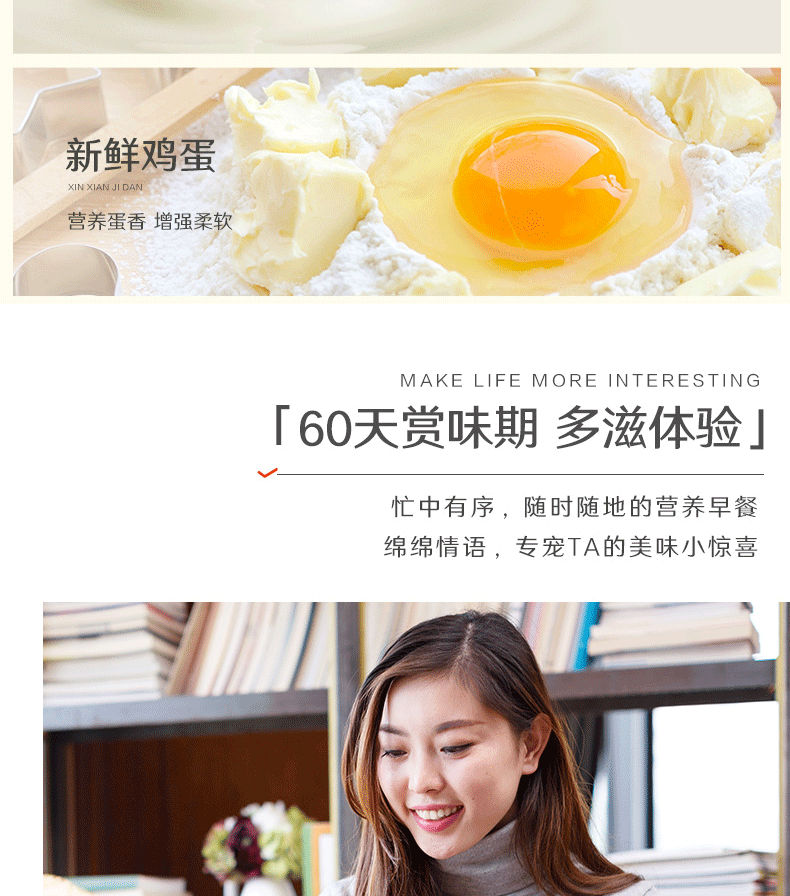 新鲜鸡蛋
XIN XIAN JI DAN
营养蛋香 增强柔软
MAKE LIFE MORE INTERESTING
「60天赏味期 多滋体验」
忙中有序，随时随地的营养早餐
绵绵情语，专宠TA的美味小惊喜